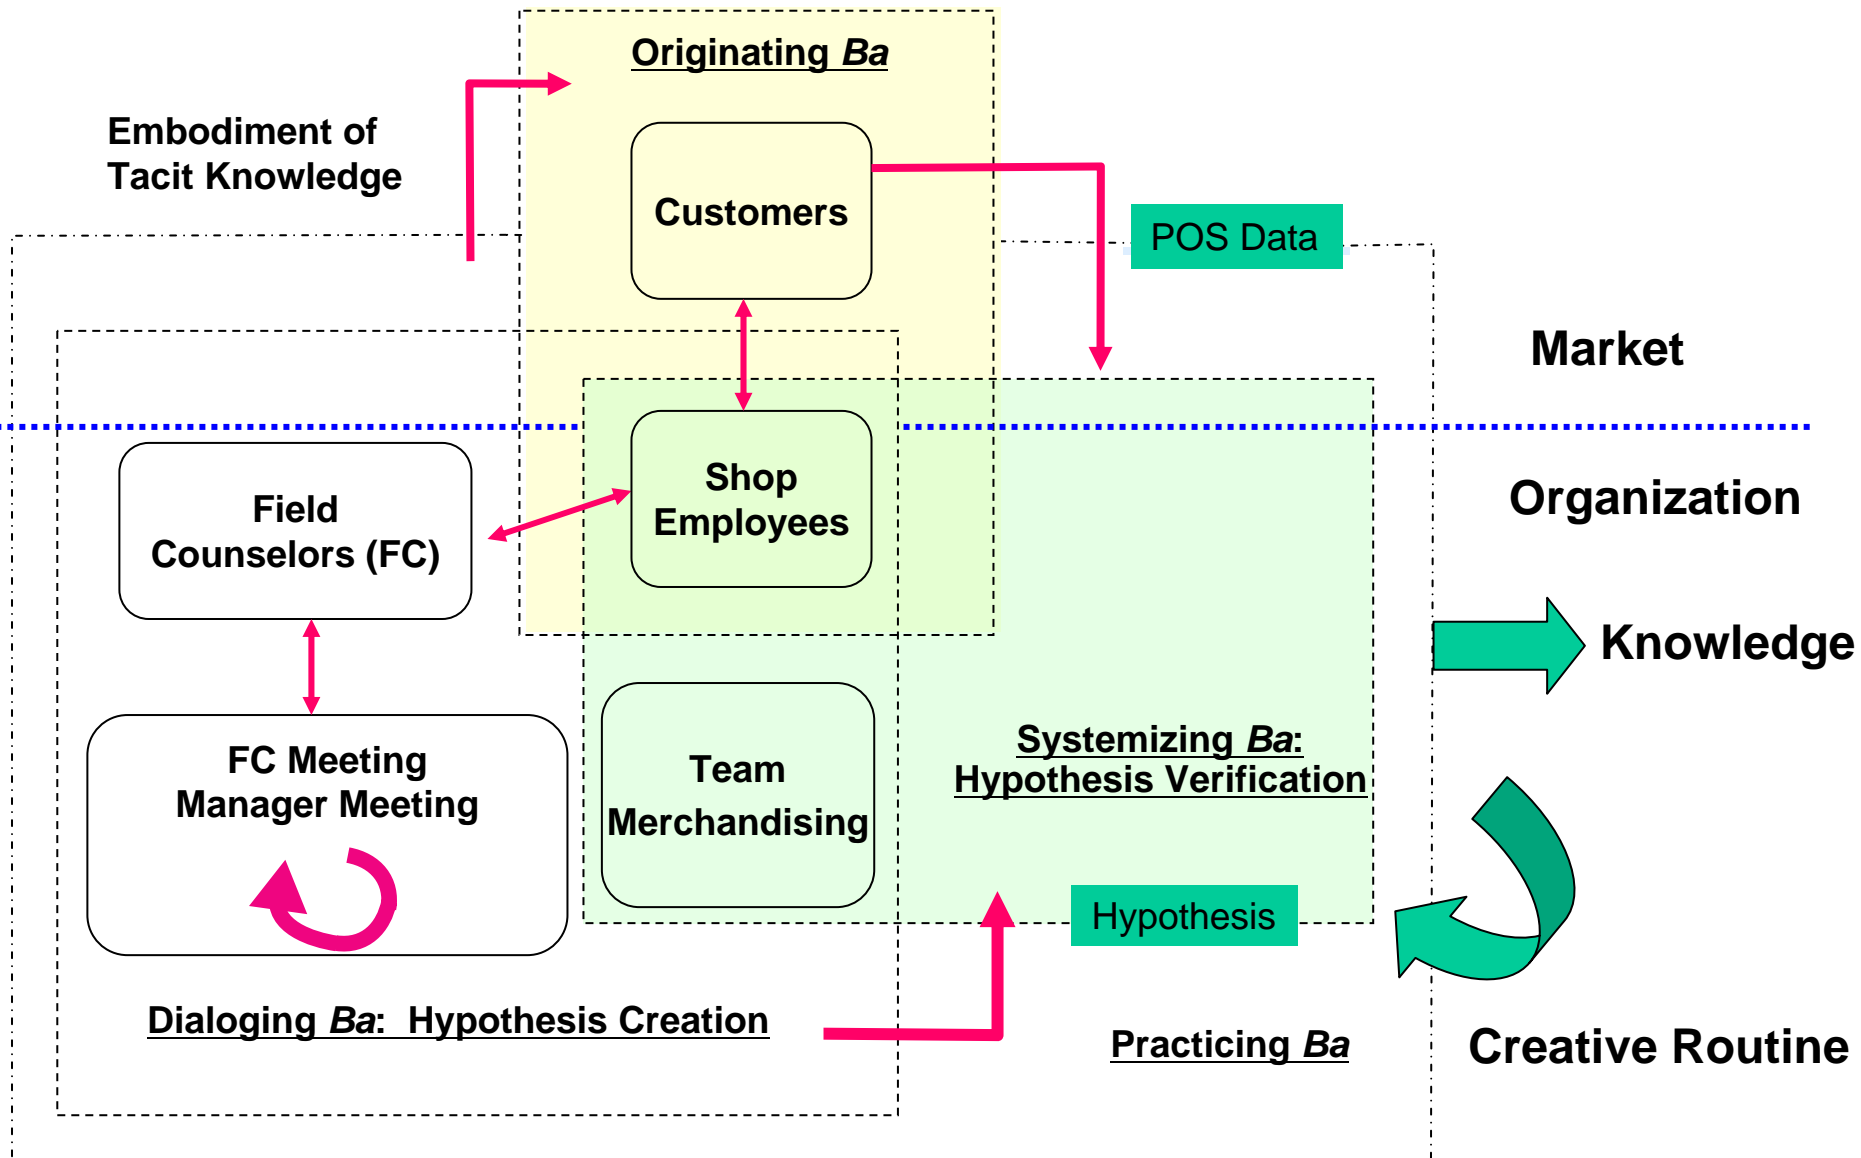 Originating Ba
Embodiment of
Tacit Knowledge
Customers
POS Data
Market
Shop
Employees
Field
Counselors (FC)
Organization
Knowledge
FC Meeting
Manager Meeting
Team
Merchandising
Systemizing Ba:
Hypothesis Verification
Hypothesis
Dialoging Ba: Hypothesis Creation
Practicing Ba
Creative Routine